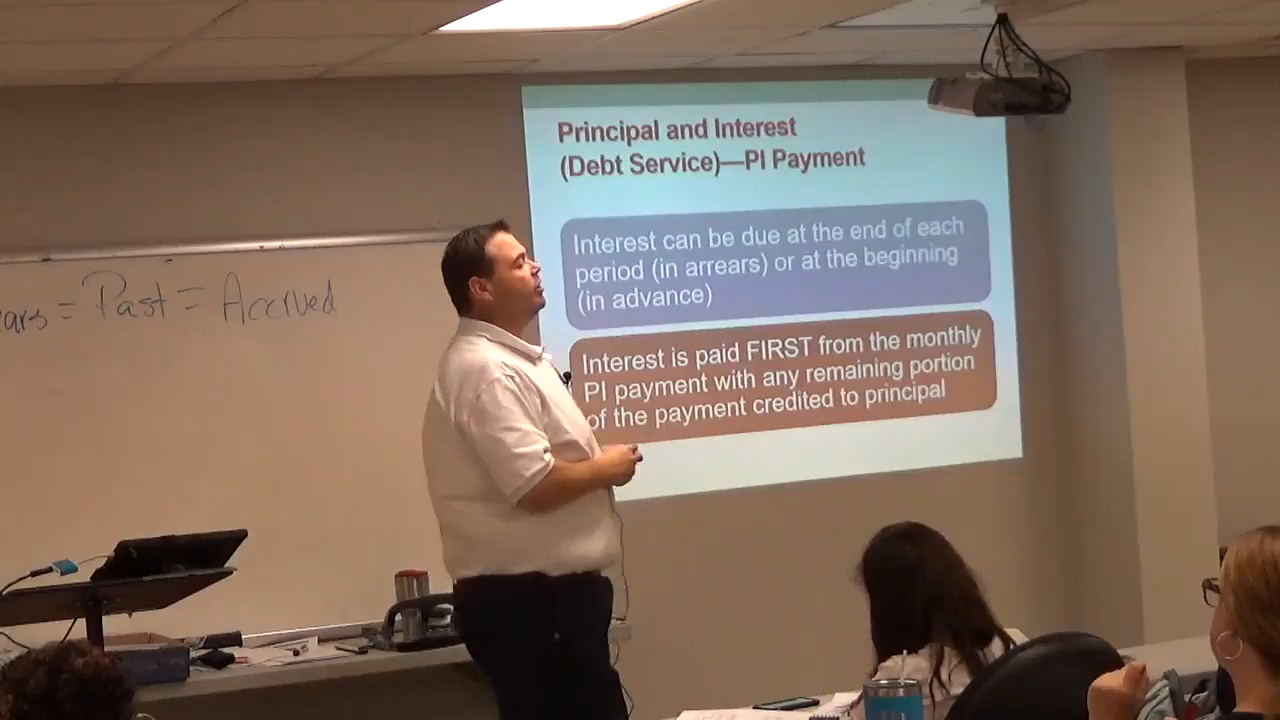 = Past = Accrued
Principal and Interest
(Debt Service)—PI Payment
Interest can be due at the end of each
period (in arrears) or at the beginning
(in advance)
Interest is paid FIRST from the monthly
PI payment with any remaining portion
of the payment credited to principal